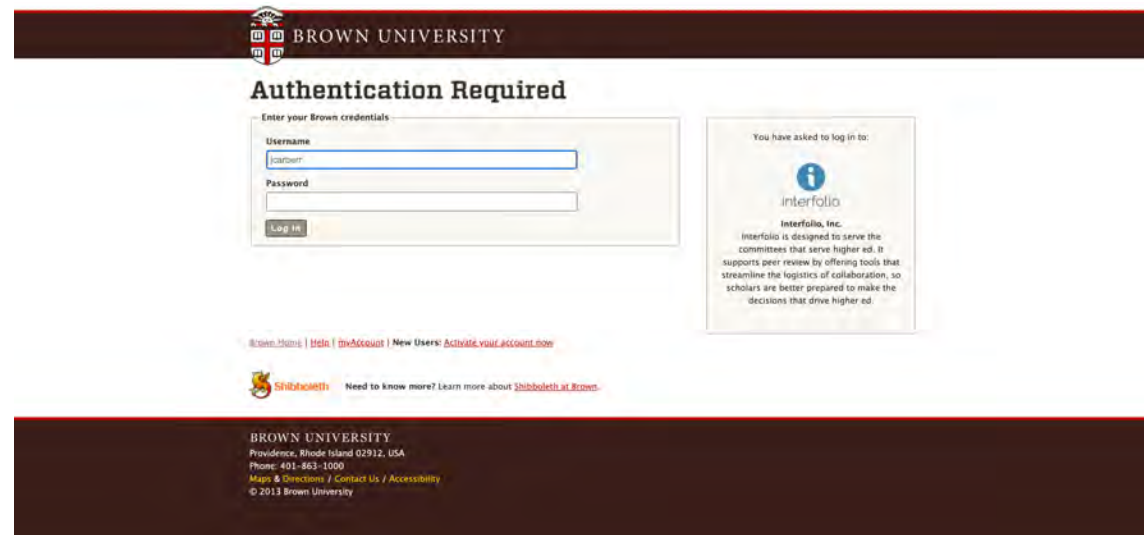 BROWN UNIVERSITY
Authentication Required
Enter your Brown credentials
Username
jcarberr
Password
Log In
You have asked to log in to:
interfolio
Interfolio, Inc.
Interfolio is designed to serve the
committees that serve higher ed. It
supports peer review by offering tools that
streamline the logistics of collaboration, so
scholars are better prepared to make the
decisions that drive higher ed.
Brown Home | Help | myAccount | New Users: Activate your account now
Shibboleth Need to know more? Learn more about Shibboleth at Brown.
BROWN UNIVERSITY
Providence, Rhode Island 02912, USA
Phone: 401-863-1000
Maps & Directions / Contact Us / Accessibility
© 2013 Brown University